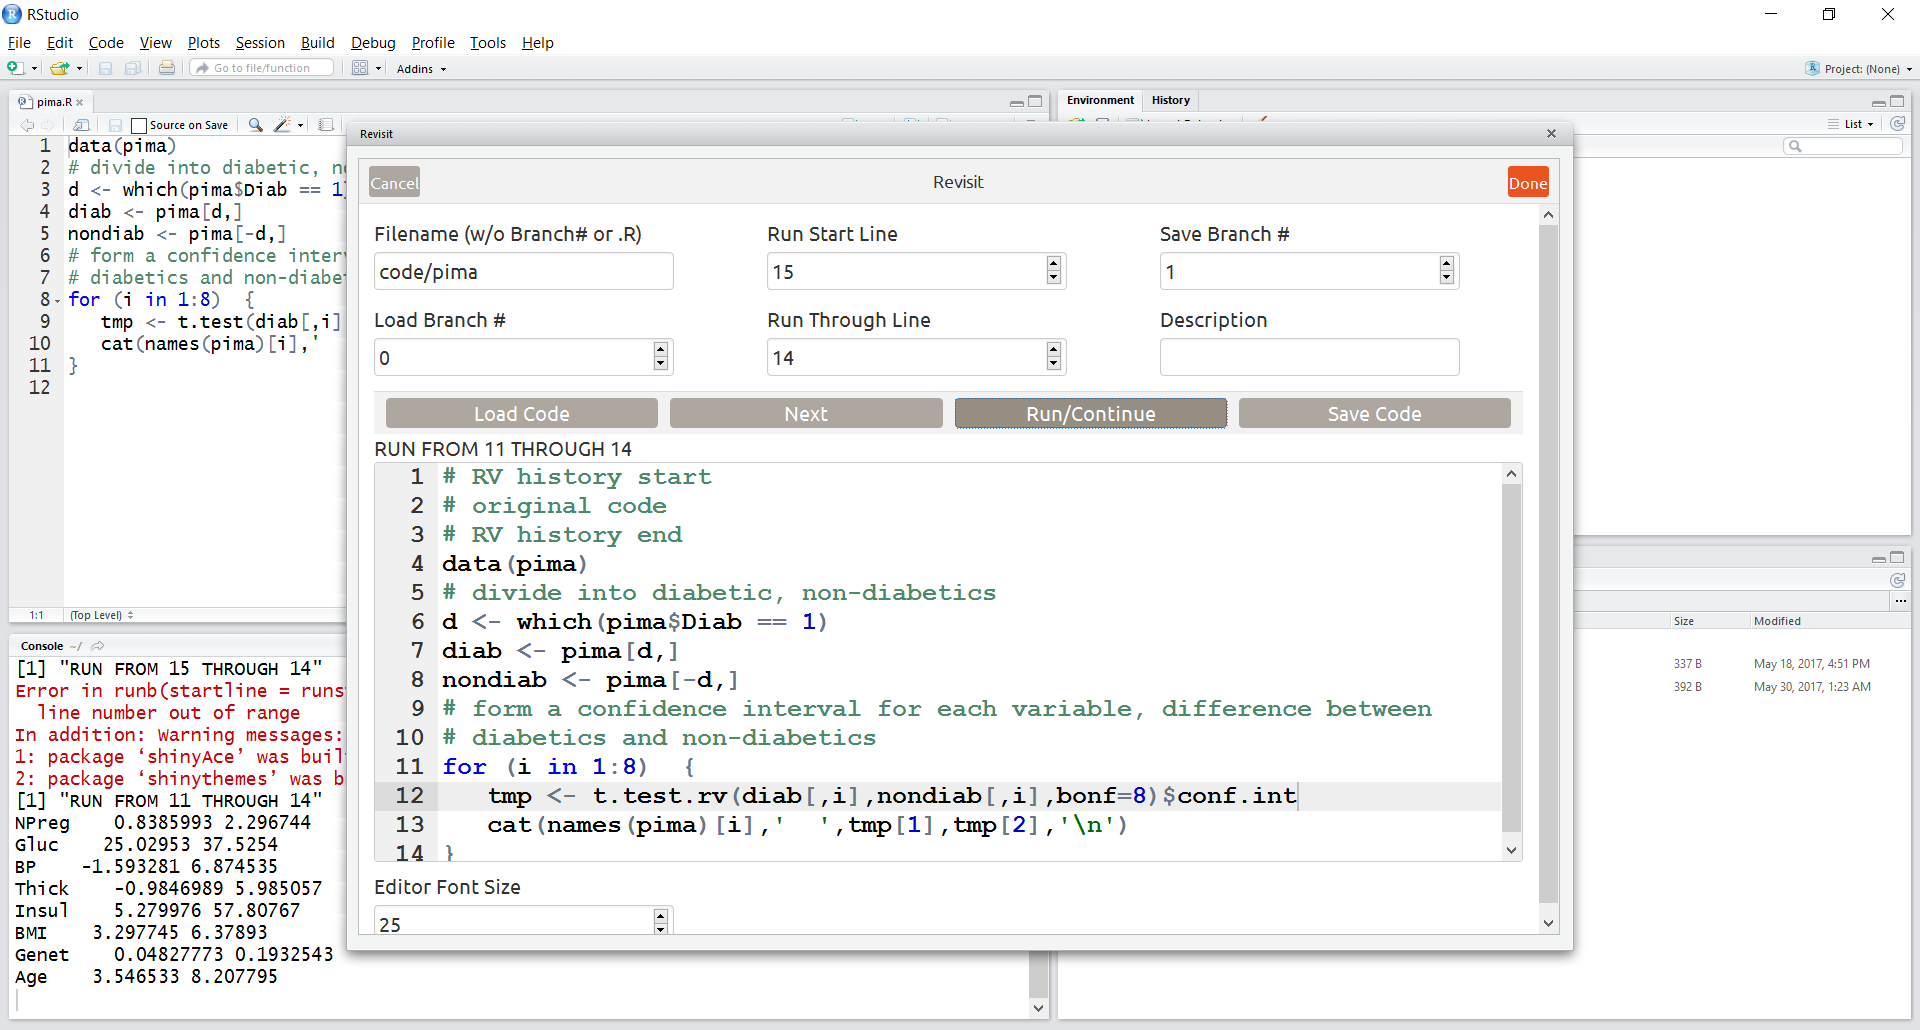 RStudio
File Edit Code View Plots Session Build Debug Profile Tools Help
Go to file/function Addins Project: (None)
pima.R
Source on Save
1 data(pima)
2 # divide into diabetic,
3 d <- which(pima$Diab == 1
4 diab <- pima[d,]
5 nondiab <- pima[-d,]
6 # form a confidence
7 # diabetics and
8 for (i in 1:8) {
9 tmp <- t.test(diab[,i]
10 cat(names(pima)[i],'
11 }
12
1:1 (Top Level)
Console ~/
[1] "RUN FROM 15 THROUGH 14"
Error in runb(startline =
line number out of range
In addition: Warning messages:
1: package ‘shinyAce’ was
2: package ‘shinythemes’ was
[1] "RUN FROM 11 THROUGH 14"
NPreg 0.8385993 2.296744
Gluc 25.02953 37.5254
BP -1.593281 6.874535
Thick -0.9846989 5.985057
Insul 5.279976 57.80767
BMI 3.297745 6.37893
Genet 0.04827773 0.1932543
Age 3.546533 8.207795
Environment History
List
Size Modified
337 B May 18, 2017, 4:51 PM
392 B May 30, 2017, 1:23 AM
Revisit
Cancel Revisit Done
Filename (w/o Branch# or .R) Run Start Line Save Branch #
code/pima 15 1
Load Branch # Run Through Line Description
0 14
Load Code Next Run/Continue Save Code
RUN FROM 11 THROUGH 14
1 # RV history start
2 # original code
3 # RV history end
4 data(pima)
5 # divide into diabetic, non-diabetics
6 d <- which(pima$Diab == 1)
7 diab <- pima[d,]
8 nondiab <- pima[-d,]
9 # form a confidence interval for each variable, difference between
10 # diabetics and non-diabetics
11 for (i in 1:8) {
12 tmp <- t.test.rv(diab[,i],nondiab[,i],bonf=8)$conf.int
13 cat(names(pima)[i],' ',tmp[1],tmp[2],'\n')
14 }
Editor Font Size
25